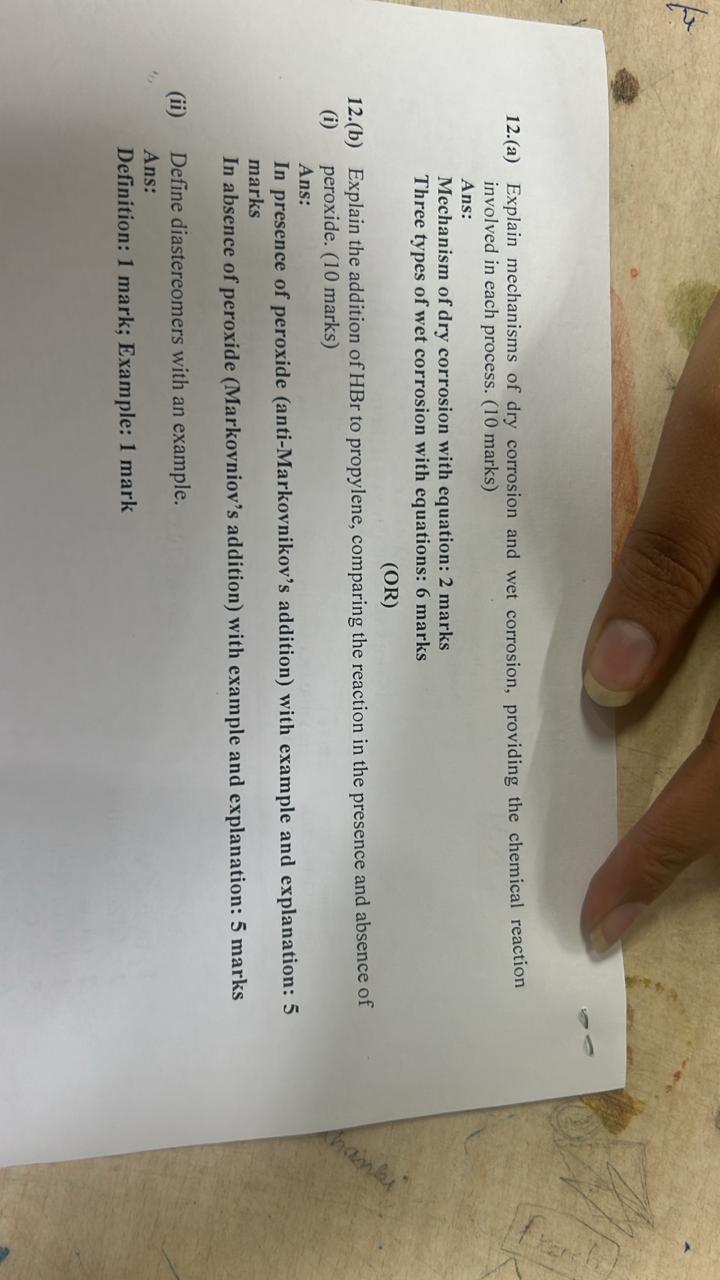 12.(a) Explain mechanisms of dry corrosion and wet corrosion, providing the chemical reaction
involved in each process. (10 marks)
Ans:
Mechanism of dry corrosion with equation: 2 marks
Three types of wet corrosion with equations: 6 marks
(OR)
12.(b) Explain the addition of HBr to propylene, comparing the reaction in the presence and absence of
(i) peroxide. (10 marks)
Ans:
In presence of peroxide (anti-Markovnikov's addition) with example and explanation: 5
marks
In absence of peroxide (Markovniov's addition) with example and explanation: 5 marks
(ii) Define diastereomers with an example.
Ans:
Definition: 1 mark; Example: 1 mark